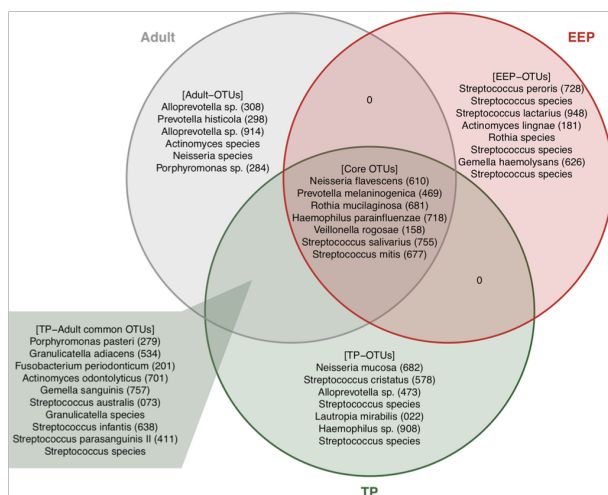 Adult
EEP
[Adult-OTUs]
Alloprevotella sp. (308)
Prevotella histicola (298)
Alloprevotella sp. (914)
Actinomyces species
Neisseria species
Porphyromonas sp. (284)
0
[EEP-OTUs]
Streptococcus peroris (728)
Streptococcus species
Streptococcus lactarius (948)
Actinomyces lingnae (181)
Rothia species
Streptococcus species
Gemella haemolysans (626)
Streptococcus species
[Core OTUs]
Neisseria flavescens (610)
Prevotella melaninogenica (469)
Rothia mucilaginosa (681)
Haemophilus parainfluenzae (718)
Veillonella rogosae (158)
Streptococcus salivarius (755)
Streptococcus mitis (677)
0
[TP-Adult common OTUs]
Porphyromonas pasteri (279)
Granulicatella adiacens (534)
Fusobacterium periodonticum (201)
Actinomyces odontolyticus (701)
Gemella sanguinis (757)
Streptococcus australis (073)
Granulicatella species
Streptococcus infantis (638)
Streptococcus parasanguinis II (411)
Streptococcus species
[TP-OTUs]
Neisseria mucosa (682)
Streptococcus cristatus (578)
Alloprevotella sp. (473)
Streptococcus species
Lautropia mirabilis (022)
Haemophilus sp. (908)
Streptococcus species
TP